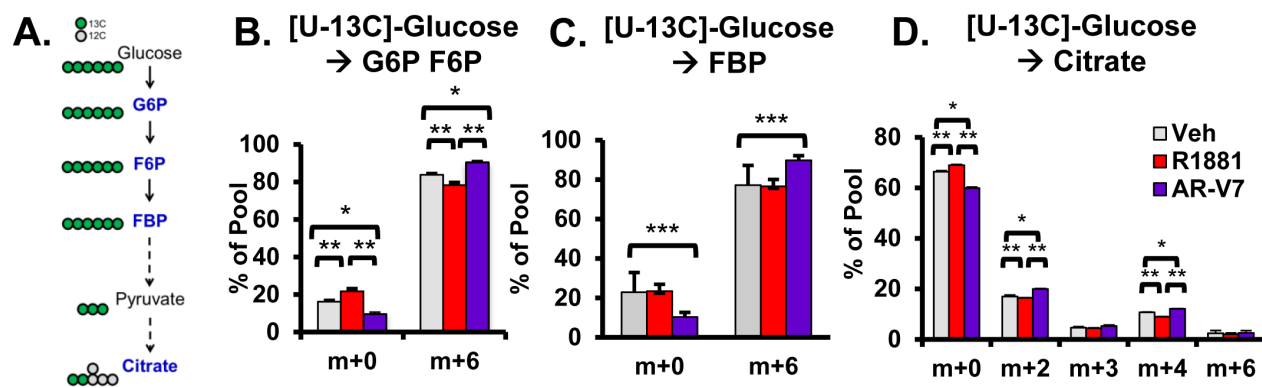 A.
13C
12C
Glucose
G6P
F6P
FBP
Pyruvate
Citrate
B. [U-13C]-Glucose
→ G6P F6P
% of Pool
100
80
60
40
20
0
*
** **
*
** **
m+0 m+6
C. [U-13C]-Glucose
→ FBP
% of Pool
100
80
60
40
20
0
***
***
m+0 m+6
D. [U-13C]-Glucose
→ Citrate
% of Pool
80
60
40
20
0
*
** **
*
** **
*
** **
Veh
R1881
AR-V7
m+0 m+2 m+3 m+4 m+6